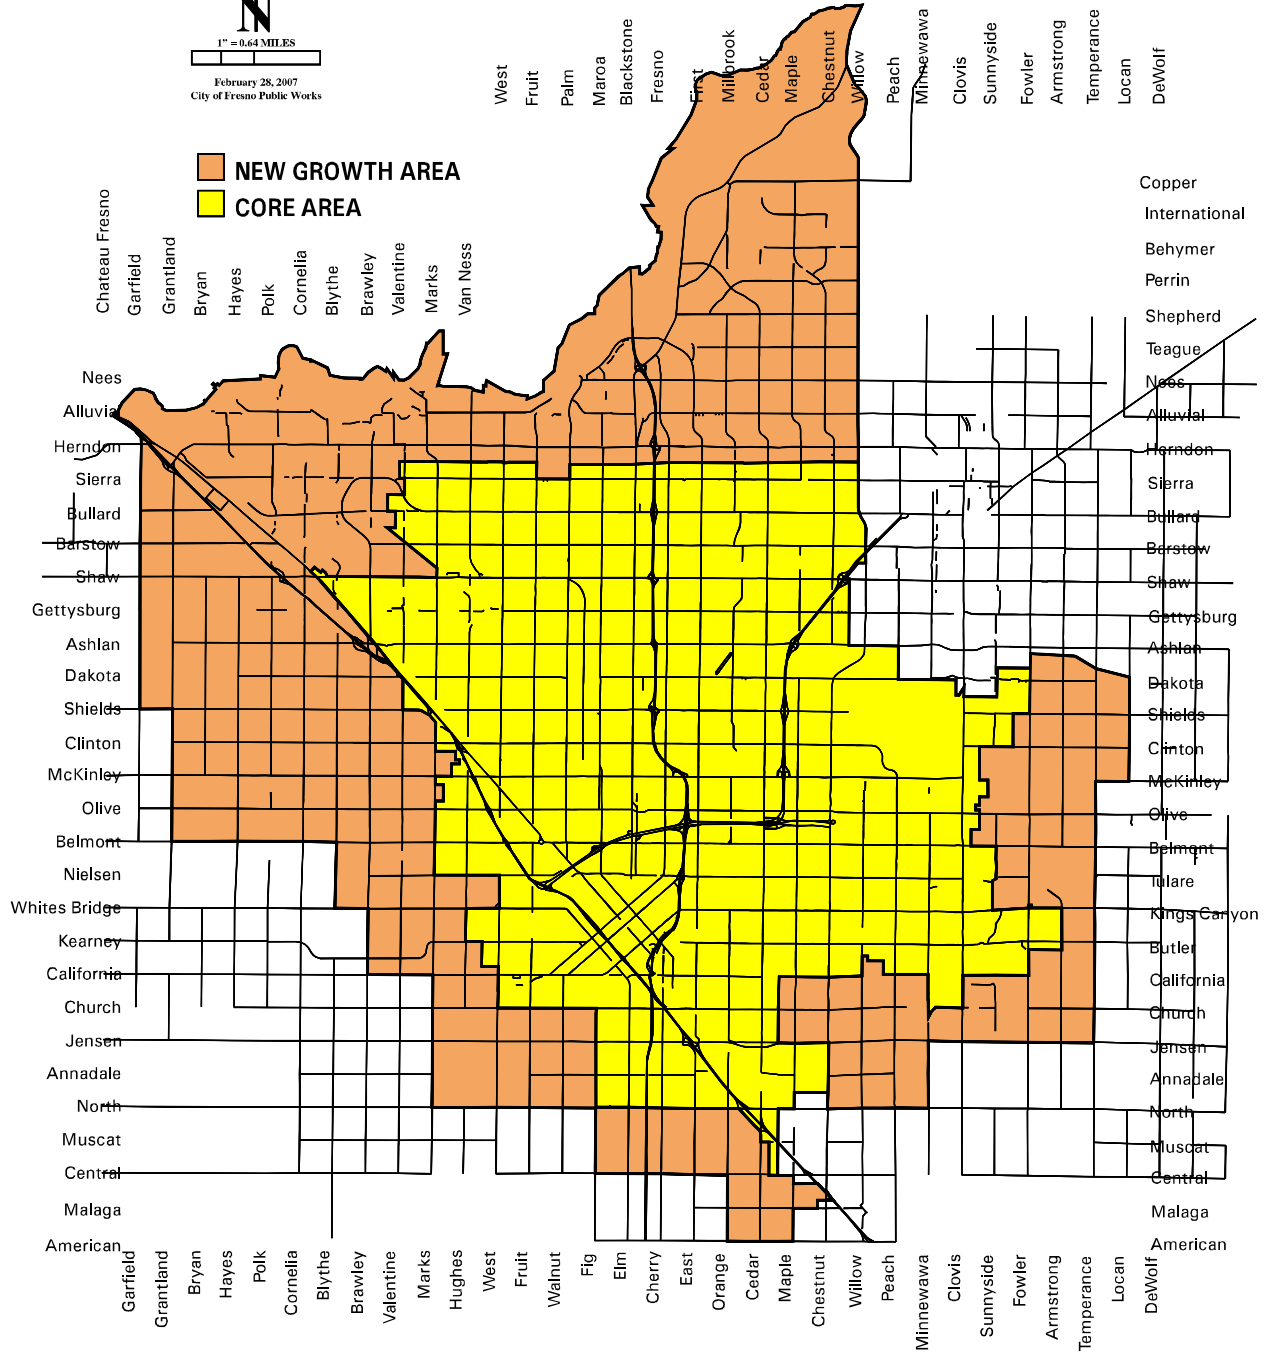 N
1" = 0.64 MILES
February 28, 2007
City of Fresno Public Works
NEW GROWTH AREA
CORE AREA
West
Fruit
Palm
Maroa
Blackstone
Fresno
First
Millbrook
Cedar
Maple
Chestnut
Willow
Peach
Minnewawa
Clovis
Sunnyside
Fowler
Armstrong
Temperance
Locan
DeWolf
Chateau Fresno
Garfield
Grantland
Bryan
Hayes
Polk
Cornelia
Blythe
Brawley
Valentine
Marks
Van Ness
Nees
Alluvial
Herndon
Sierra
Bullard
Barstow
Shaw
Gettysburg
Ashlan
Dakota
Shields
Clinton
McKinley
Olive
Belmont
Nielsen
Whites Bridge
Kearney
California
Church
Jensen
Annadale
North
Muscat
Central
Malaga
American
Copper
International
Behymer
Perrin
Shepherd
Teague
Nees
Alluvial
Herndon
Sierra
Bullard
Barstow
Shaw
Gettysburg
Ashlan
Dakota
Shields
Clinton
McKinley
Olive
Belmont
Tulare
Kings Canyon
Butler
California
Church
Jensen
Annadale
North
Muscat
Central
Malaga
American
Garfield
Grantland
Bryan
Hayes
Polk
Cornelia
Blythe
Brawley
Valentine
Marks
Hughes
West
Fruit
Walnut
Fig
Elm
Cherry
East
Orange
Cedar
Maple
Chestnut
Willow
Peach
Minnewawa
Clovis
Sunnyside
Fowler
Armstrong
Temperance
Locan
DeWolf